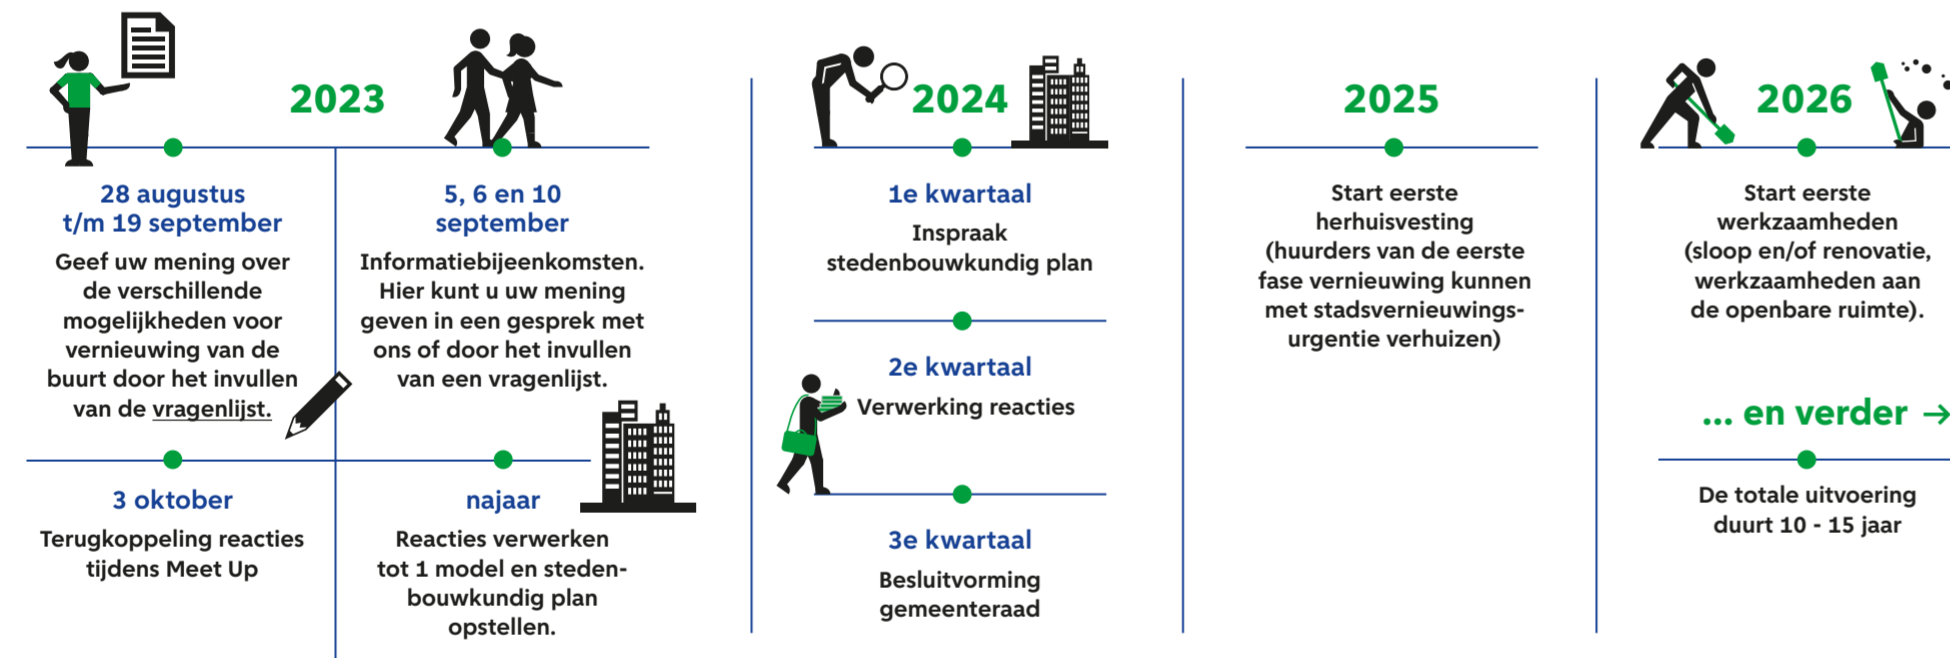 2023
28 augustus
t/m 19 september
Geef uw mening over
de verschillende
mogelijkheden voor
vernieuwing van de
buurt door het invullen
van de vragenlijst.
5, 6 en 10
september
Informatiebijeenkomsten.
Hier kunt u uw mening
geven in een gesprek met
ons of door het invullen
van een vragenlijst.
3 oktober
Terugkoppeling reacties
tijdens Meet Up
najaar
Reacties verwerken
tot 1 model en steden-
bouwkundig plan
opstellen.
2024
1e kwartaal
Inspraak
stedenbouwkundig plan
2e kwartaal
Verwerking reacties
3e kwartaal
Besluitvorming
gemeenteraad
2025
Start eerste
herhuisvesting
(huurders van de eerste
fase vernieuwing kunnen
met stadsvernieuwings-
urgentie verhuizen)
2026
Start eerste
werkzaamheden
(sloop en/of renovatie,
werkzaamheden aan
de openbare ruimte).
... en verder →
De totale uitvoering
duurt 10 - 15 jaar